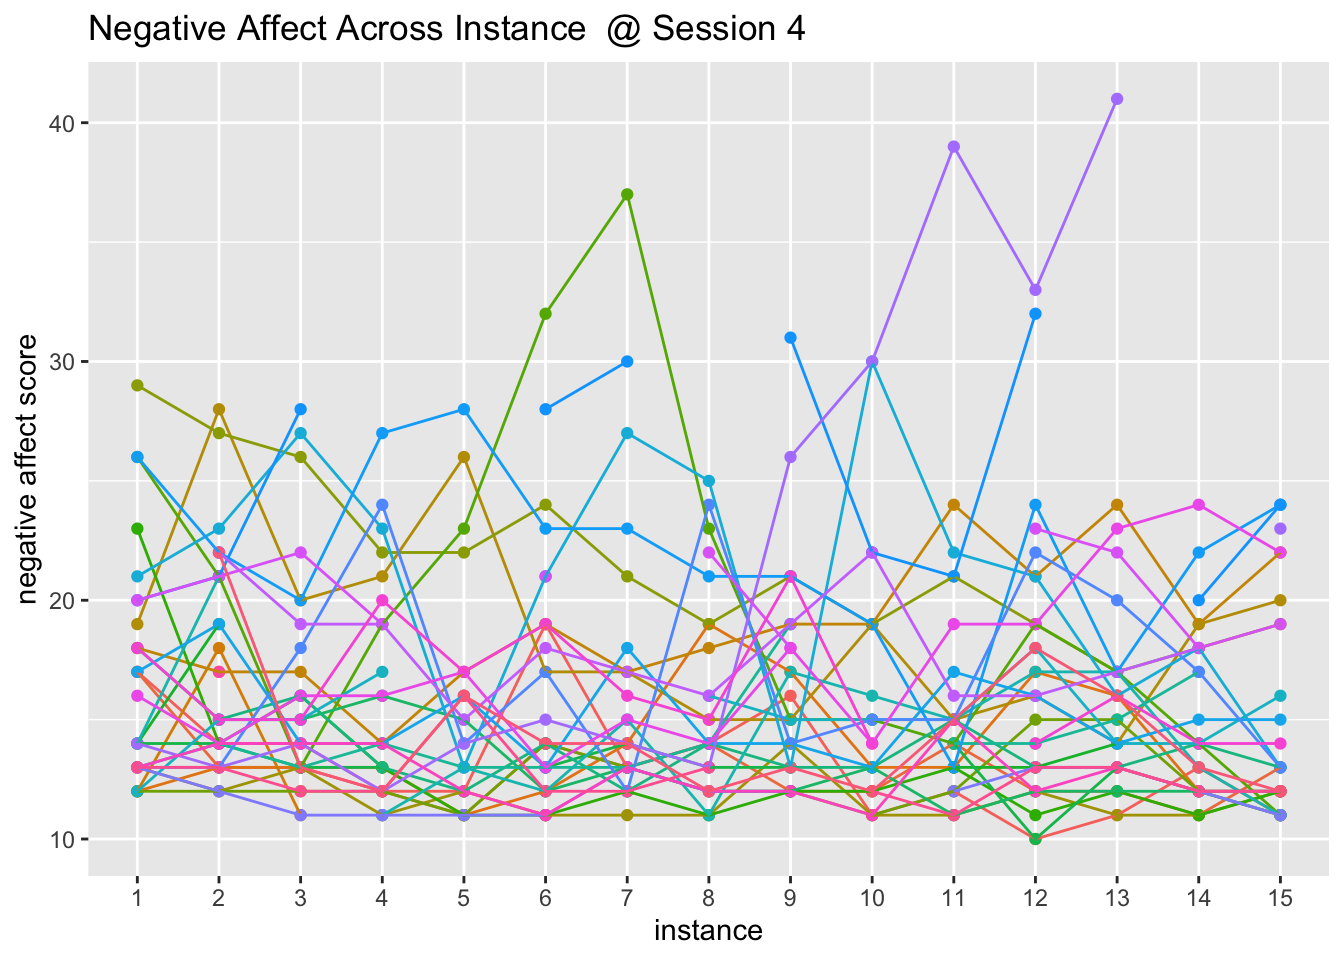 Negative Affect Across Instance  @ Session 4
negative affect score
40
30
20
10
1 2 3 4 5 6 7 8 9 10 11 12 13 14 15
instance